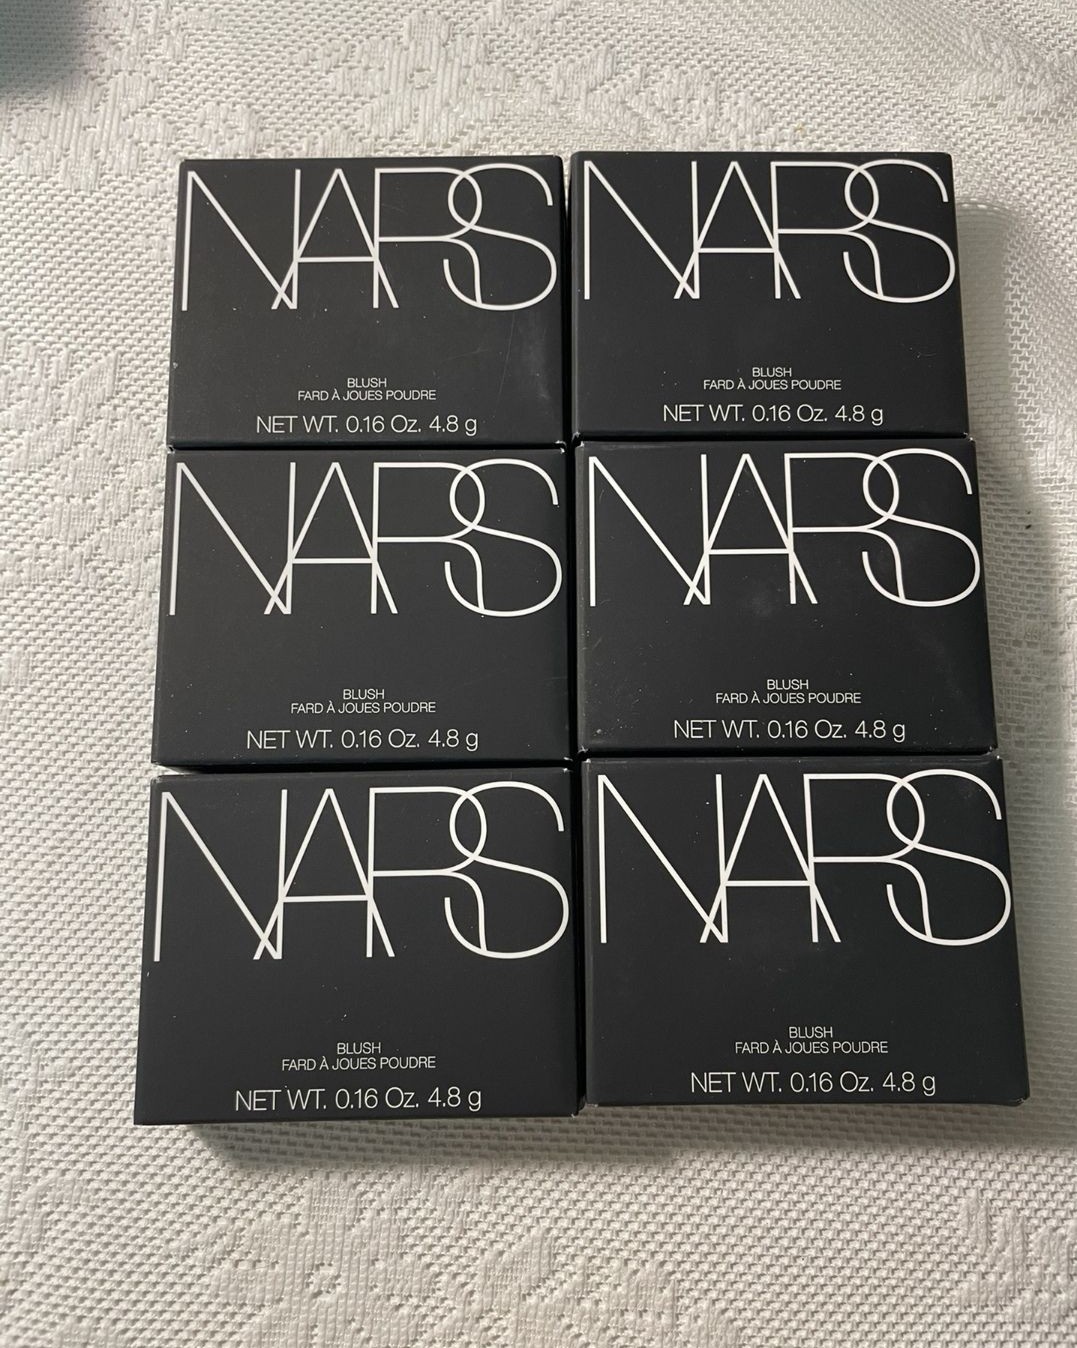 NARS
BLUSH
FARD À JOUES POUDRE
NET WT. 0.16 Oz. 4.8 g
NARS
BLUSH
FARD À JOUES POUDRE
NET WT. 0.16 Oz. 4.8 g
NARS
BLUSH
FARD À JOUES POUDRE
NET WT. 0.16 Oz. 4.8 g
NARS
BLUSH
FARD À JOUES POUDRE
NET WT. 0.16 Oz. 4.8 g
NARS
BLUSH
FARD À JOUES POUDRE
NET WT. 0.16 Oz. 4.8 g
NARS
BLUSH
FARD À JOUES POUDRE
NET WT. 0.16 Oz. 4.8 g